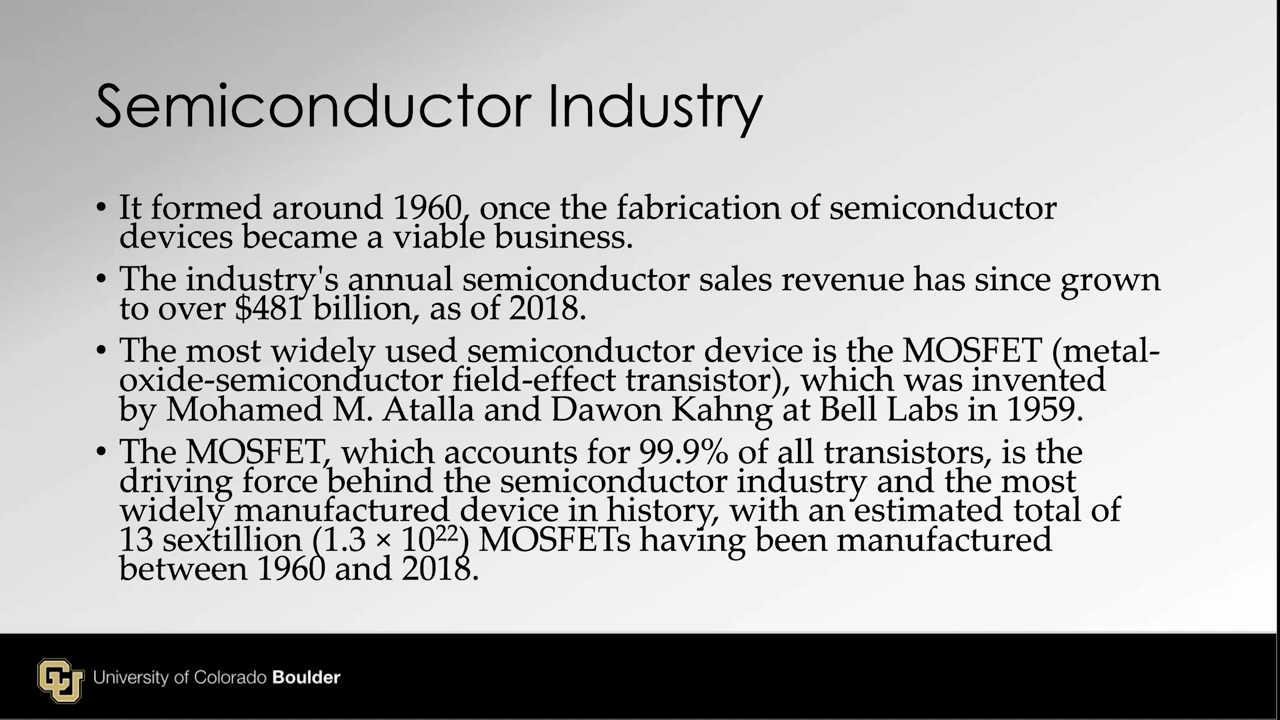 Semiconductor Industry
• It formed around 1960, once the fabrication of semiconductor
devices became a viable business.
• The industry's annual semiconductor sales revenue has since grown
to over $481 billion, as of 2018.
• The most widely used semiconductor device is the MOSFET (metal-
oxide-semiconductor field-effect transistor), which was invented
by Mohamed M. Atalla and Dawon Kahng at Bell Labs in 1959.
• The MOSFET, which accounts for 99.9% of all transistors, is the
driving force behind the semiconductor industry and the most
widely manufactured device in history, with an estimated total of
13 sextillion (1.3 × 10²²) MOSFETs having been manufactured
between 1960 and 2018.
CU University of Colorado Boulder